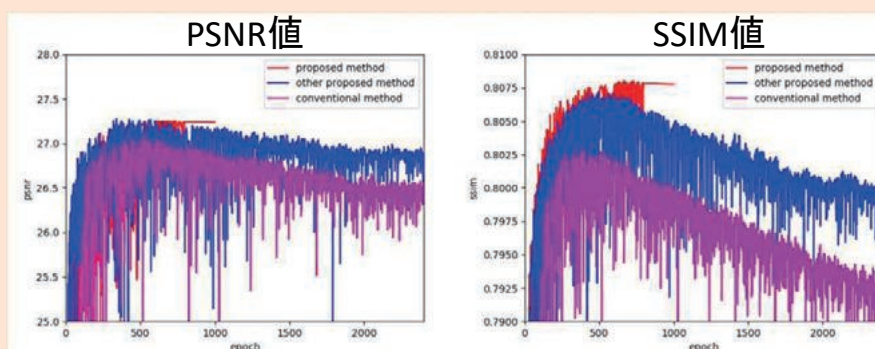 PSNR値
28.0
27.5
27.0
26.5
26.0
25.5
25.0
psnr
0
500
1000
1500
2000
epoch
proposed method
other proposed method
conventional method
SSIM値
0.8100
0.8075
0.8050
0.8025
0.8000
0.7975
0.7950
0.7925
0.7900
ssim
0
500
1000
1500
2000
epoch
proposed method
other proposed method
conventional method